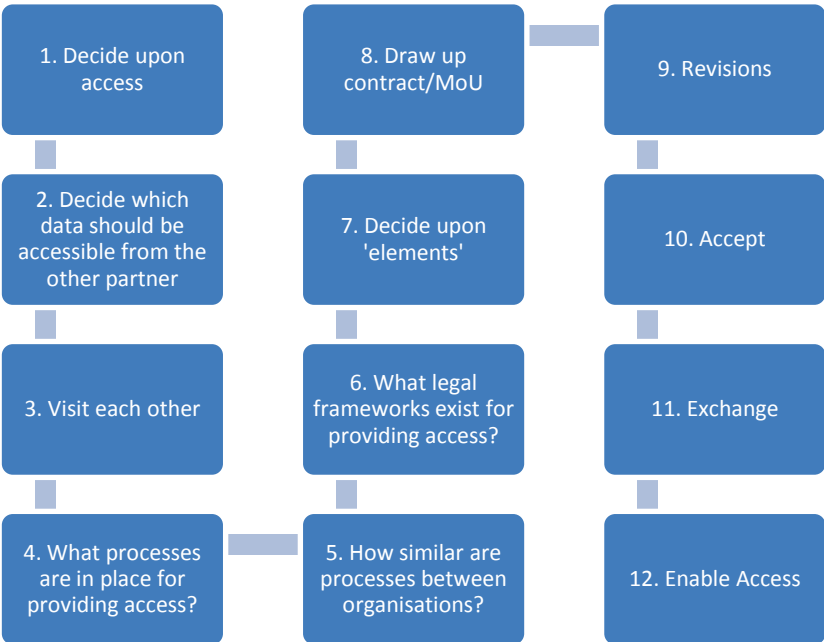 1. Decide upon
access
2. Decide which
data should be
accessible from the
other partner
3. Visit each other
4. What processes
are in place for
providing access?
5. How similar are
processes between
organisations?
6. What legal
frameworks exist for
providing access?
7. Decide upon
'elements'
8. Draw up
contract/MoU
9. Revisions
10. Accept
11. Exchange
12. Enable Access